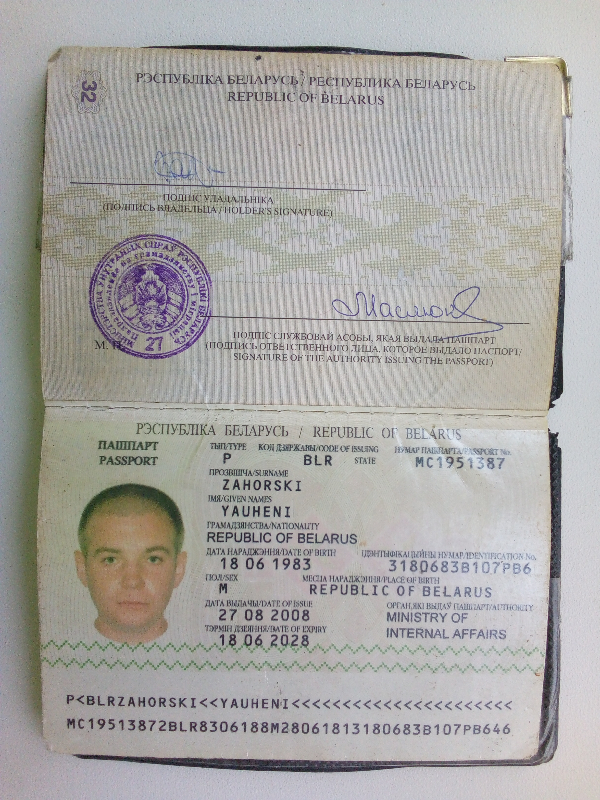 32
РЭСПУБЛІКА БЕЛАРУСЬ / РЕСПУБЛИКА БЕЛАРУСЬ
REPUBLIC OF BELARUS
ПОДПІС УЛАДАЛЬНІКА
(ПОДПИСЬ ВЛАДЕЛЬЦА / HOLDER'S SIGNATURE)
27
М.
ПОДПІС СЛУЖБОВАЙ АСОБЫ, ЯКАЯ ВЫДАЛА ПАШПАРТ
(ПОДПИСЬ ОТВЕТСТВЕННОГО ЛИЦА, КОТОРОЕ ВЫДАЛО ПАСПОРТ/
SIGNATURE OF THE AUTHORITY ISSUING THE PASSPORT)
РЭСПУБЛІКА БЕЛАРУСЬ / REPUBLIC OF BELARUS
ПАШПАРТ
PASSPORT
ТЫП/TYPE КОД ДЗЯРЖАВЫ/CODE OF ISSUING STATE НУМАР ПАШПАРТА/PASSPORT No.
P BLR MC1951387
ПРОЗВІШЧА/SURNAME
ZAHORSKI
ІМЯ/GIVEN NAMES
YAUHENI
ГРАМАДЗЯНСТВА/NATIONALITY
REPUBLIC OF BELARUS
ДАТА НАРАДЖЭННЯ/DATE OF BIRTH ІДЭНТЫФІКАЦЫЙНЫ НУМАР/IDENTIFICATION No.
18 06 1983 3180683B107PB6
ПОЛ/SEX МЕСЦА НАРАДЖЭННЯ/PLACE OF BIRTH
M REPUBLIC OF BELARUS
ДАТА ВЫДАЧЫ/DATE OF ISSUE ОРГАН, ЯКІ ВЫДАЎ ПАШПАРТ/AUTHORITY
27 08 2008 MINISTRY OF
ТЭРМІН ДЗЕЯННЯ/DATE OF EXPIRY INTERNAL AFFAIRS
18 06 2028
P<BLRZAHORSKI<<YAUHENI<<<<<<<<<<<<<<<<<<<<<<
MC19513872BLR8306188M28061813180683B107PB646